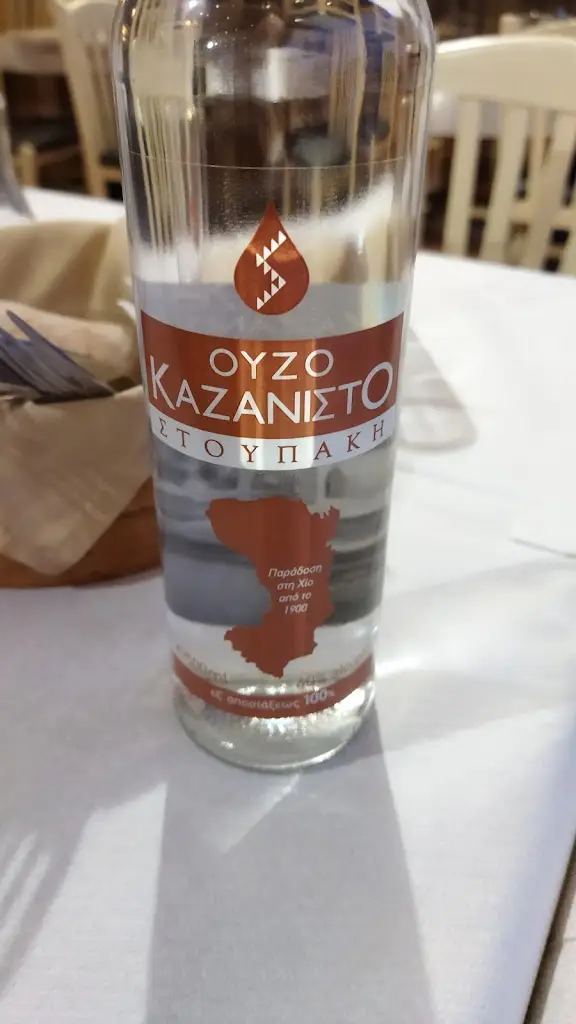 ΟΥΖΟ
ΚΑΖΑΝΙΣΤΟ
ΣΤΟΥΠΑΚΗ
Παράδοση
στη Χίο
από το
1900
εξ αποστάξεως 100%